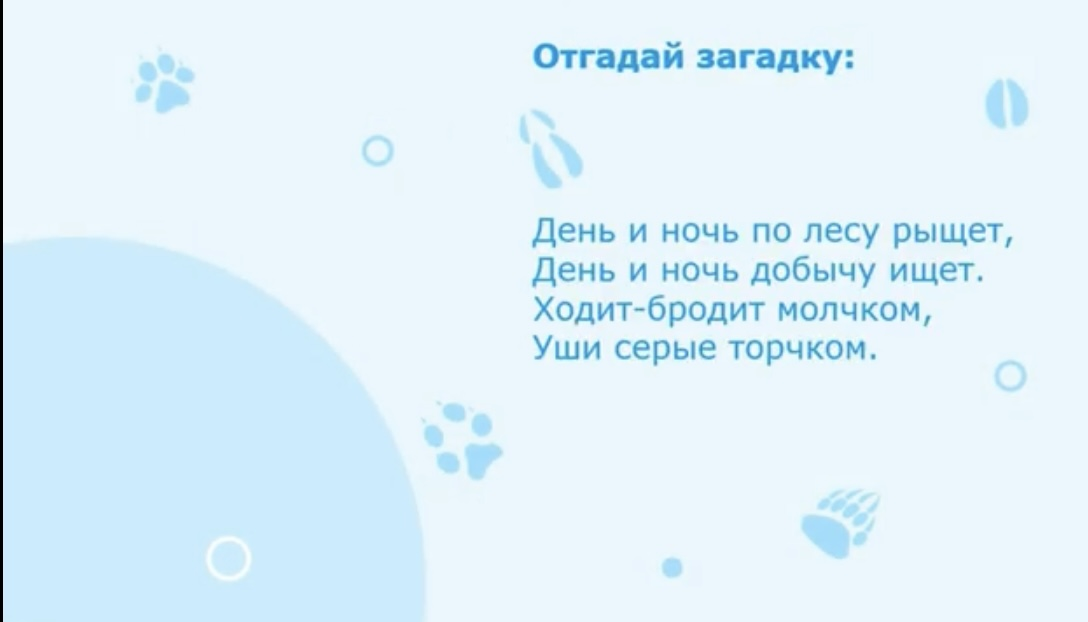 Отгадай загадку:
День и ночь по лесу рыщет,
День и ночь добычу ищет.
Ходит-бродит молчком,
Уши серые торчком.